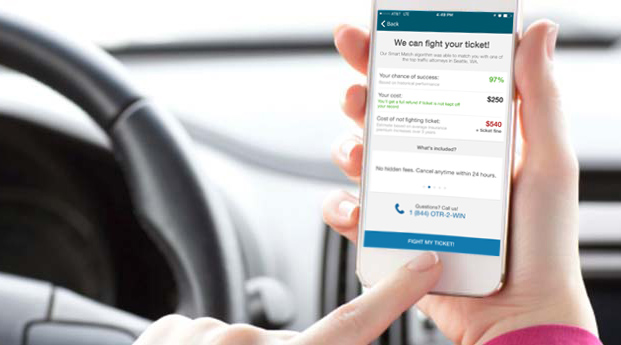 AT&T LTE 4:09 PM
Back
We can fight your ticket!
Our Smart Match algorithm was able to match you with one of
the top traffic attorneys in Seattle, WA.
Your chance of success: 97%
Based on historical performance
Your cost: $250
You'll get a full refund if ticket is not kept off
your record
Cost of not fighting ticket: $540
Estimate based on average insurance + ticket fine
premium increases over 3 years
What's included?
No hidden fees. Cancel anytime within 24 hours.
Questions? Call us!
1 (844) OTR-2-WIN
FIGHT MY TICKET!